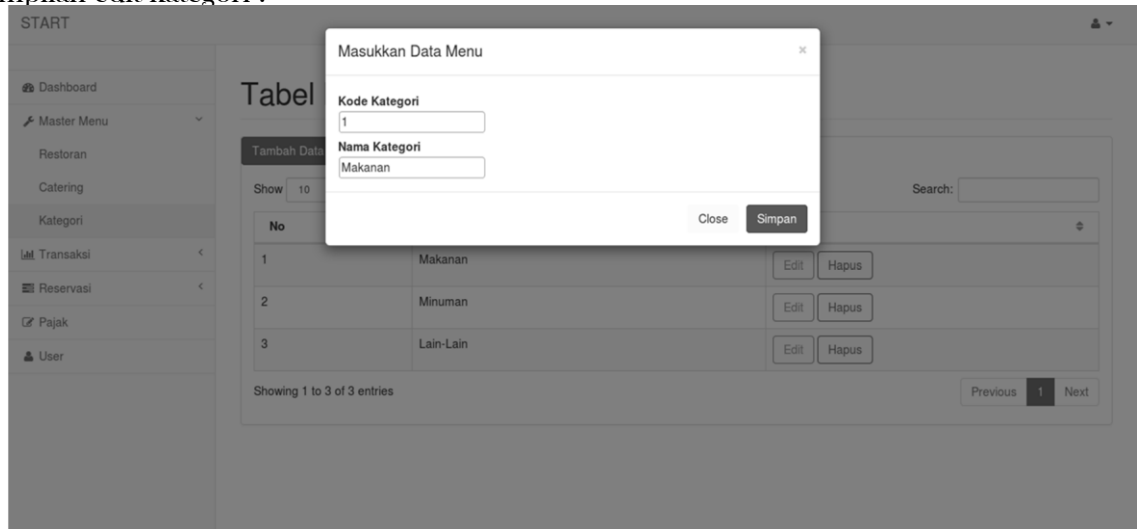 START
Masukkan Data Menu
×
Dashboard
Tabel
Kode Kategori
1
Master Menu
Restoran
Tambah Data
Nama Kategori
Makanan
Catering
Show 10
Search:
Kategori
Close Simpan
No
Transaksi
1 Makanan Edit Hapus
Reservasi
2 Minuman Edit Hapus
Pajak
3 Lain-Lain Edit Hapus
User
Showing 1 to 3 of 3 entries
Previous 1 Next